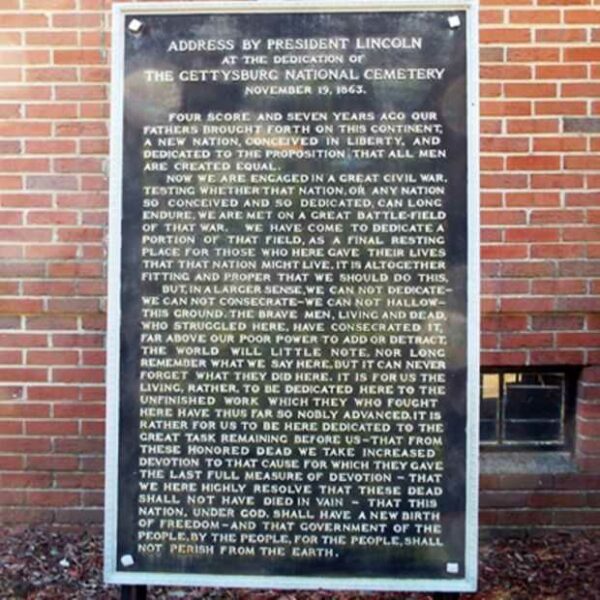 ADDRESS BY PRESIDENT LINCOLN
AT THE DEDICATION OF
THE GETTYSBURG NATIONAL CEMETERY
NOVEMBER 19, 1863.
FOUR SCORE AND SEVEN YEARS AGO OUR
FATHERS BROUGHT FORTH ON THIS CONTINENT,
A NEW NATION, CONCEIVED IN LIBERTY, AND
DEDICATED TO THE PROPOSITION THAT ALL MEN
ARE CREATED EQUAL.
NOW WE ARE ENGAGED IN A GREAT CIVIL WAR,
TESTING WHETHER THAT NATION, OR ANY NATION
SO CONCEIVED AND SO DEDICATED, CAN LONG
ENDURE. WE ARE MET ON A GREAT BATTLE-FIELD
OF THAT WAR. WE HAVE COME TO DEDICATE A
PORTION OF THAT FIELD, AS A FINAL RESTING
PLACE FOR THOSE WHO HERE GAVE THEIR LIVES
THAT THAT NATION MIGHT LIVE. IT IS ALTOGETHER
FITTING AND PROPER THAT WE SHOULD DO THIS.
BUT, IN A LARGER SENSE, WE CAN NOT DEDICATE—
WE CAN NOT CONSECRATE—WE CAN NOT HALLOW—
THIS GROUND. THE BRAVE MEN, LIVING AND DEAD,
WHO STRUGGLED HERE, HAVE CONSECRATED IT,
FAR ABOVE OUR POOR POWER TO ADD OR DETRACT.
THE WORLD WILL LITTLE NOTE, NOR LONG
REMEMBER WHAT WE SAY HERE, BUT IT CAN NEVER
FORGET WHAT THEY DID HERE. IT IS FOR US THE
LIVING, RATHER, TO BE DEDICATED HERE TO THE
UNFINISHED WORK WHICH THEY WHO FOUGHT
HERE HAVE THUS FAR SO NOBLY ADVANCED. IT IS
RATHER FOR US TO BE HERE DEDICATED TO THE
GREAT TASK REMAINING BEFORE US—THAT FROM
THESE HONORED DEAD WE TAKE INCREASED
DEVOTION TO THAT CAUSE FOR WHICH THEY GAVE
THE LAST FULL MEASURE OF DEVOTION – THAT
WE HERE HIGHLY RESOLVE THAT THESE DEAD
SHALL NOT HAVE DIED IN VAIN – THAT THIS
NATION, UNDER GOD, SHALL HAVE A NEW BIRTH
OF FREEDOM—AND THAT GOVERNMENT OF THE
PEOPLE, BY THE PEOPLE, FOR THE PEOPLE, SHALL
NOT PERISH FROM THE EARTH.